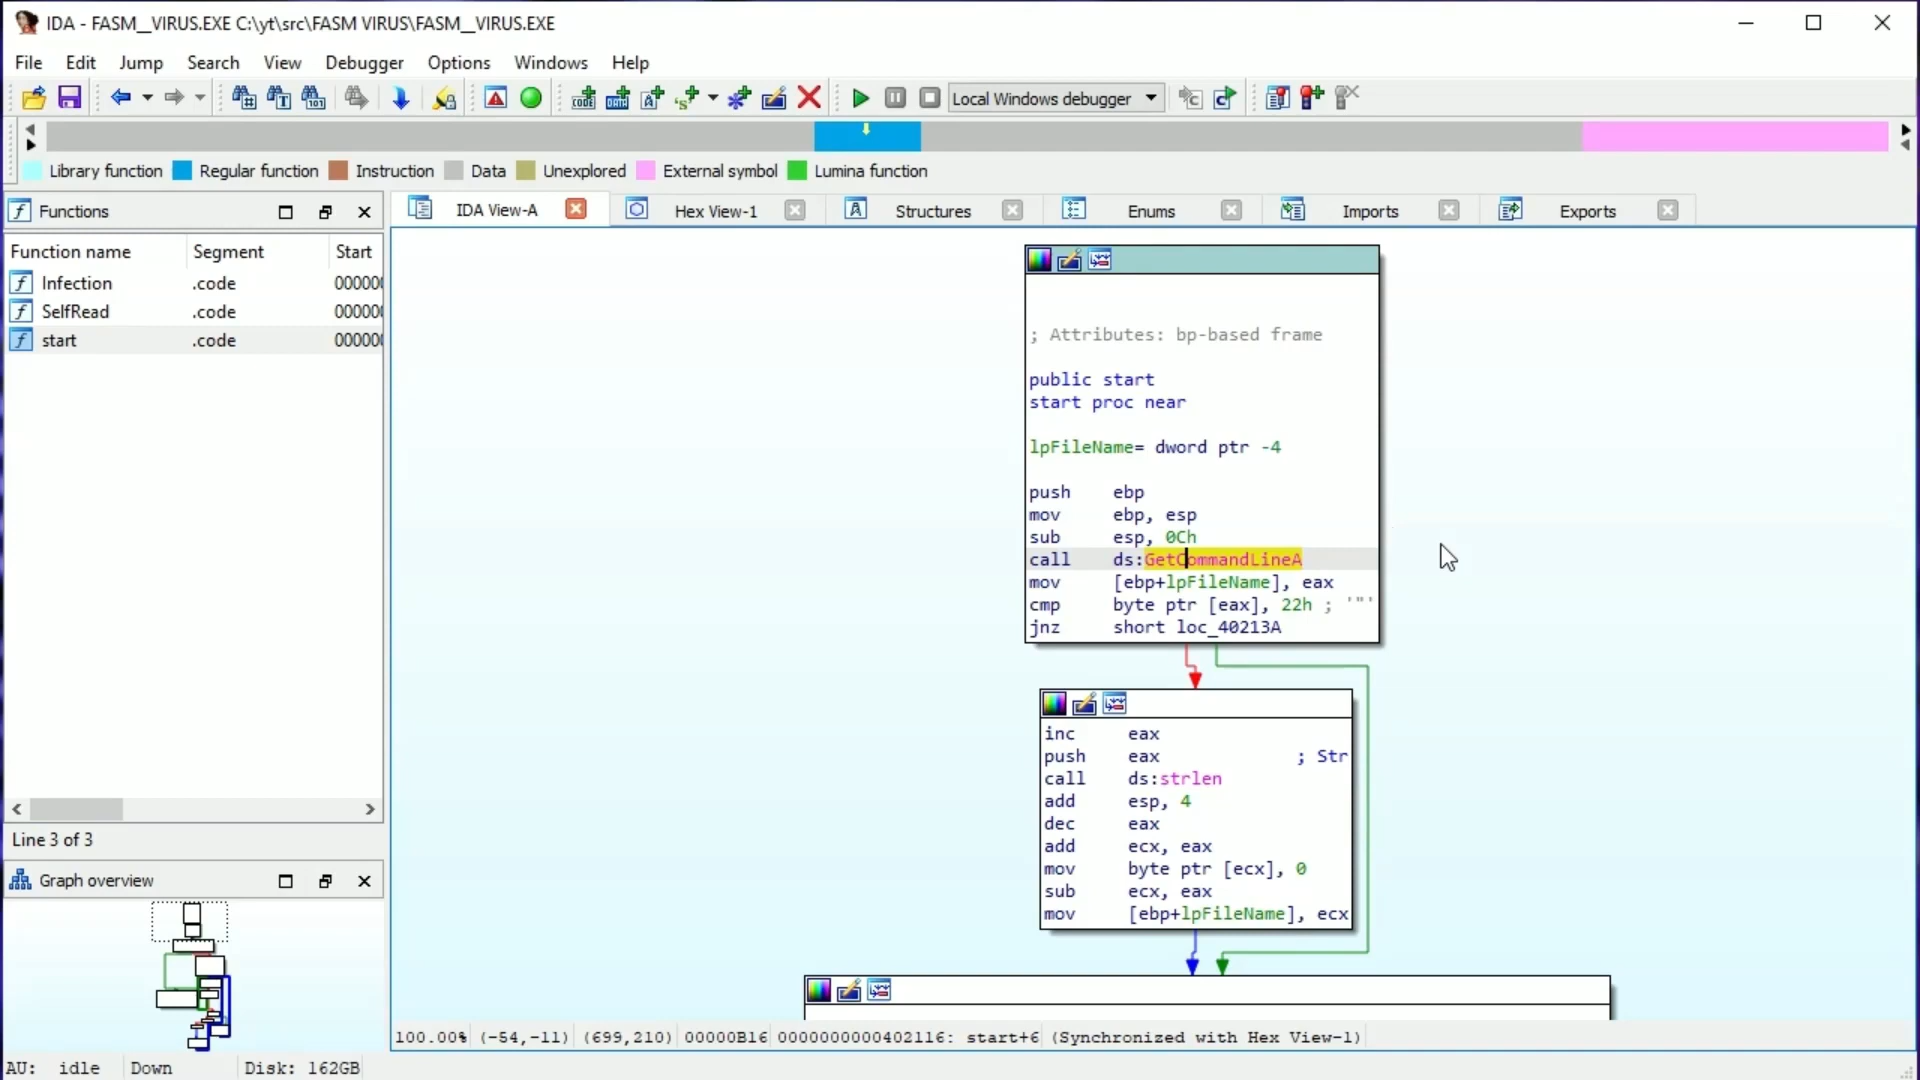 IDA - FASM__VIRUS.EXE C:\yt\src\FASM VIRUS\FASM__VIRUS.EXE
File Edit Jump Search View Debugger Options Windows Help
Local Windows debugger
Library function Regular function Instruction Data Unexplored External symbol Lumina function
Functions
IDA View-A Hex View-1 Structures Enums Imports Exports
Function name Segment Start
Infection .code 00000
SelfRead .code 00000
start .code 00000
; Attributes: bp-based frame
public start
start proc near
lpFileName= dword ptr -4
push ebp
mov ebp, esp
sub esp, 0Ch
call ds:GetCommandLineA
mov [ebp+lpFileName], eax
cmp byte ptr [eax], 22h ; '"'
jnz short loc_40213A
inc eax
push eax ; Str
call ds:strlen
add esp, 4
dec eax
add ecx, eax
mov byte ptr [ecx], 0
sub ecx, eax
mov [ebp+lpFileName], ecx
Line 3 of 3
Graph overview
100.00% (-54,-11) (699,210) 00000B16 0000000000402116: start+6 (Synchronized with Hex View-1)
AU: idle Down Disk: 162GB